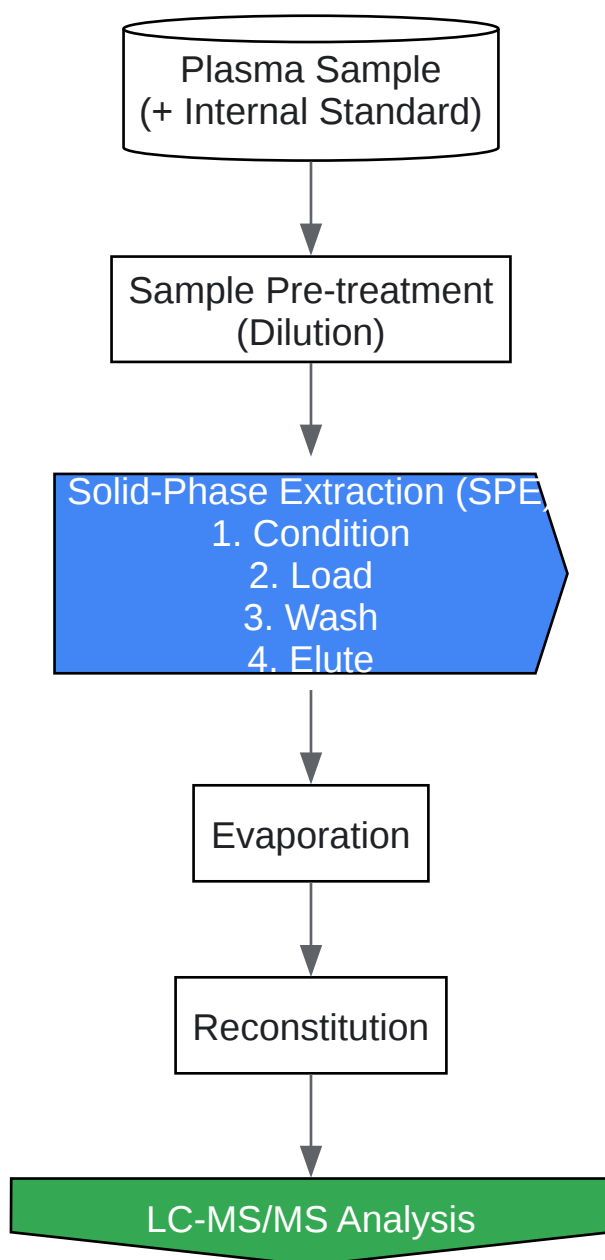 Plasma Sample
(+ Internal Standard)
Sample Pre-treatment
(Dilution)
Solid-Phase Extraction (SPE)
1. Condition
2. Load
3. Wash
4. Elute
Evaporation
Reconstitution
LC-MS/MS Analysis